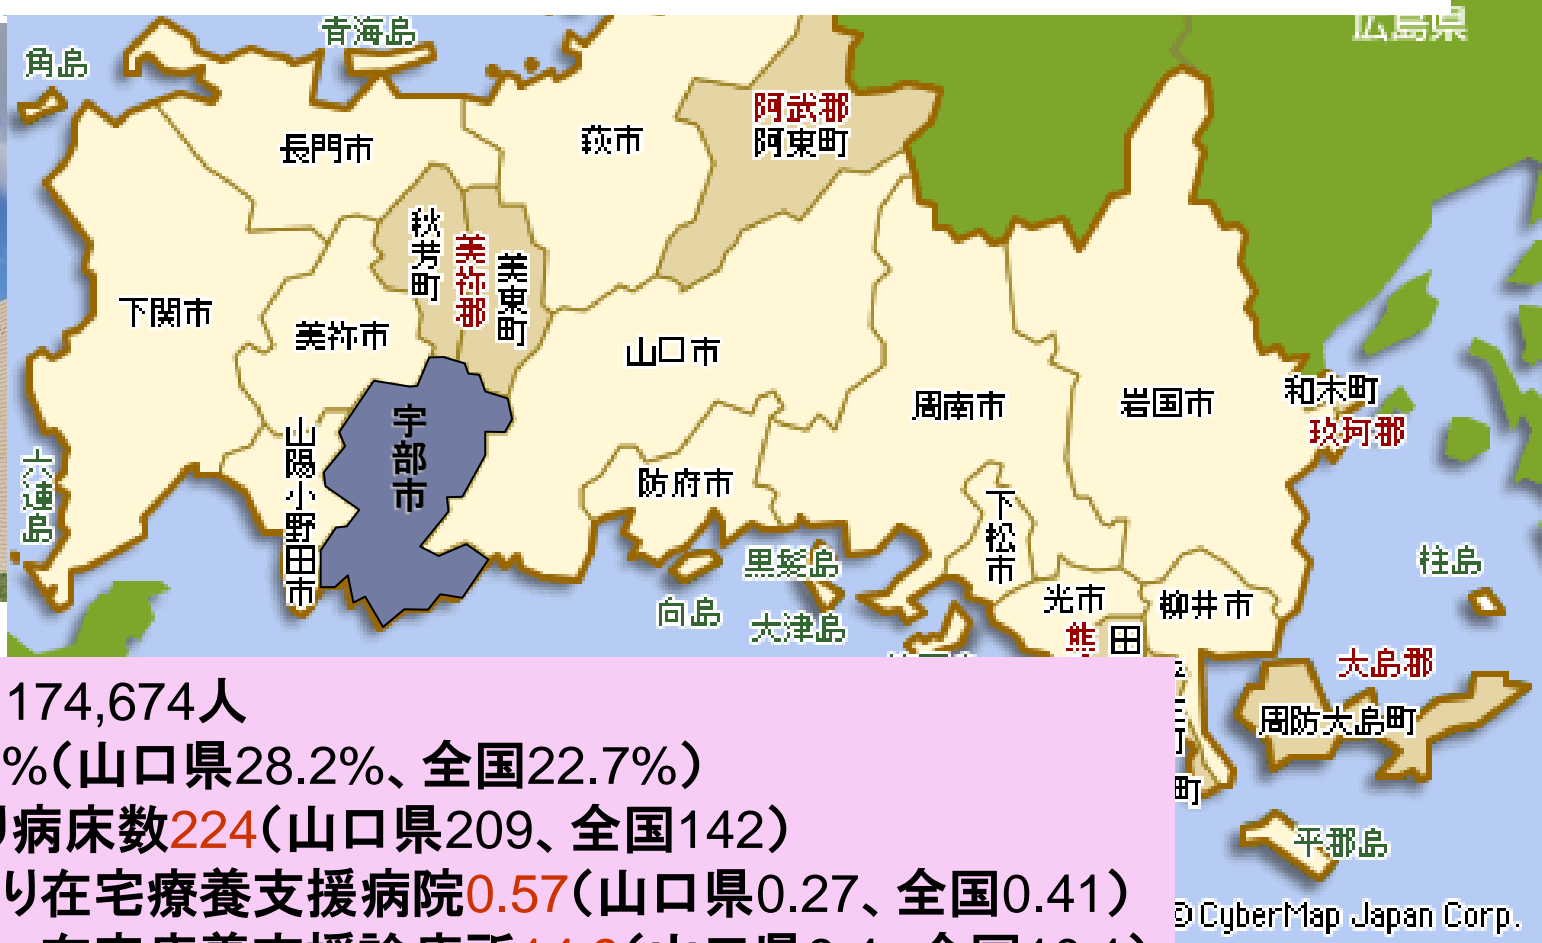 広島県
青海島
角島
阿武郡
阿東町
萩市
長門市
秋芳町
美祢郡
美東町
下関市
美祢市
山口市
宇部市
周南市
岩国市
和木町
玖珂郡
山陽小野田市
六連島
防府市
下松市
黒髪島
大津島
向島
光市
柳井市
柱島
熊
田
大島郡
周防大島町
町
平郡島
174,674人
%(山口県28.2%、全国22.7%)
病床数224(山口県209、全国142)
り在宅療養支援病院0.57(山口県0.27、全国0.41)
© CyberMap Japan Corp.